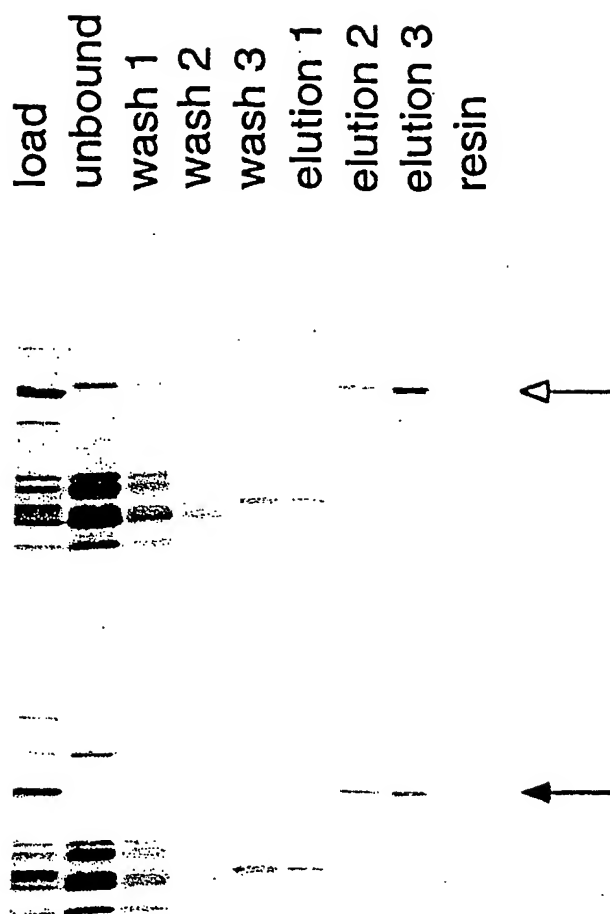 load
unbound
wash 1
wash 2
wash 3
elution 1
elution 2
elution 3
resin